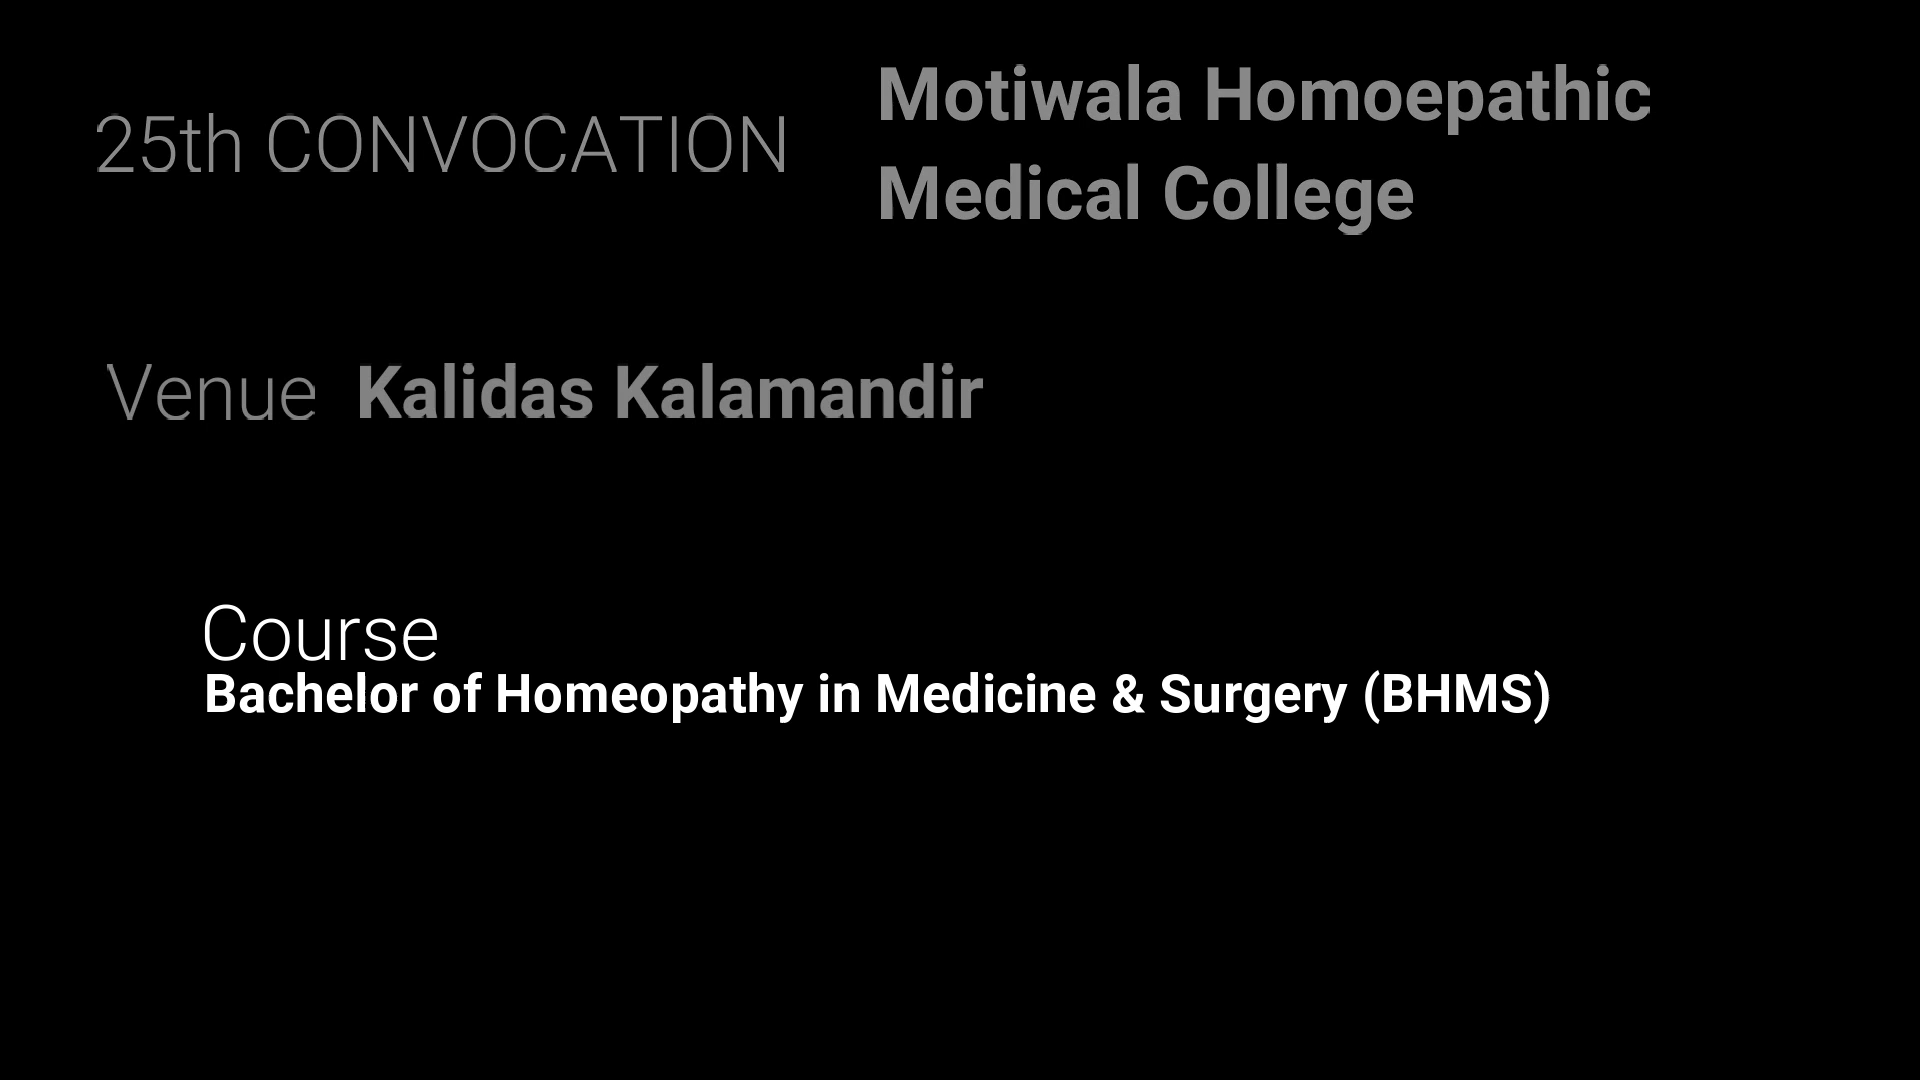 25th CONVOCATION
Motiwala Homoepathic
Medical College
Venue Kalidas Kalamandir
Course
Bachelor of Homeopathy in Medicine & Surgery (BHMS)